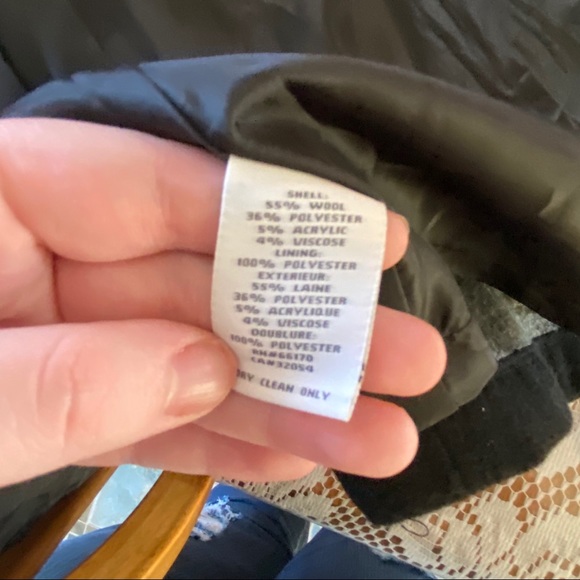 SHELL:
55% WOOL
36% POLYESTER
5% ACRYLIC
4% VISCOSE
LINING:
100% POLYESTER
EXTERIEUR:
55% LAINE
36% POLYESTER
5% ACRYLIQUE
4% VISCOSE
DOUBLURE:
100% POLYESTER
RN#66170
CA#32054
DRY CLEAN ONLY